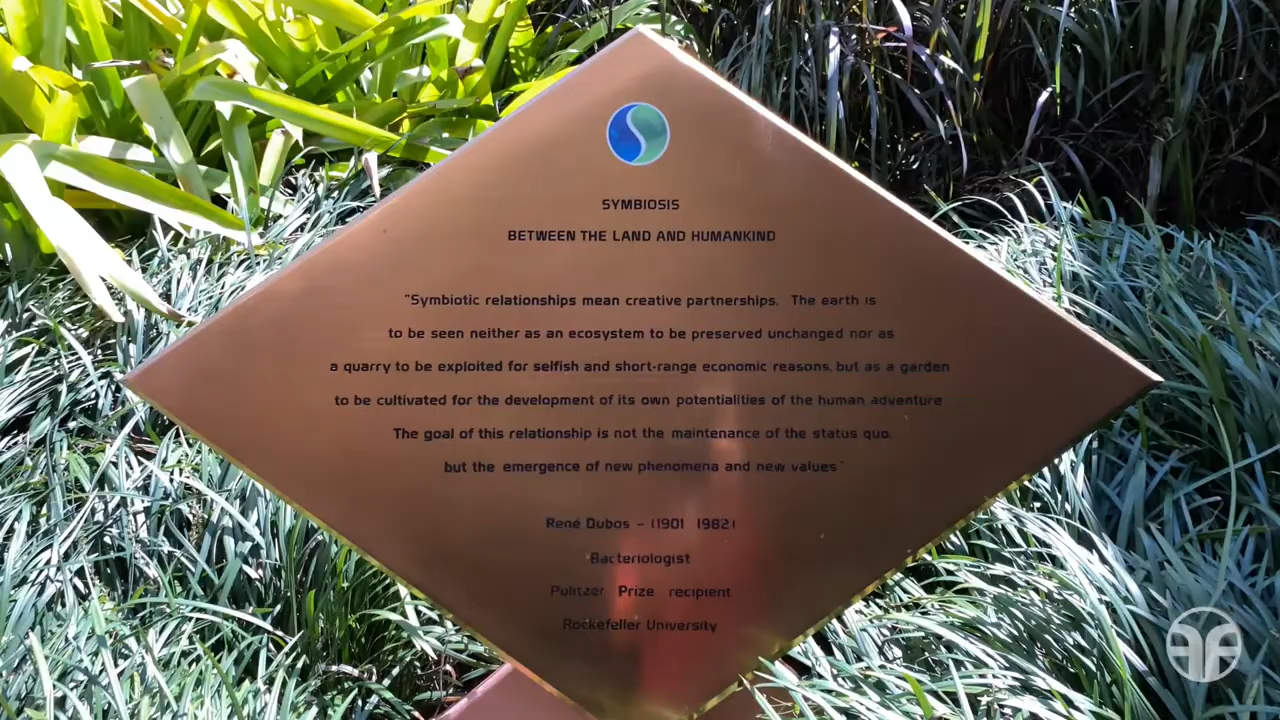 SYMBIOSIS
BETWEEN THE LAND AND HUMANKIND
"Symbiotic relationships mean creative partnerships. The earth is
to be seen neither as an ecosystem to be preserved unchanged nor as
a quarry to be exploited for selfish and short-range economic reasons, but as a garden
to be cultivated for the development of its own potentialities of the human adventure
The goal of this relationship is not the maintenance of the status quo,
but the emergence of new phenomena and new values"
René Dubos - (1901 1982)
Bacteriologist
Pulitzer Prize recipient
Rockefeller University